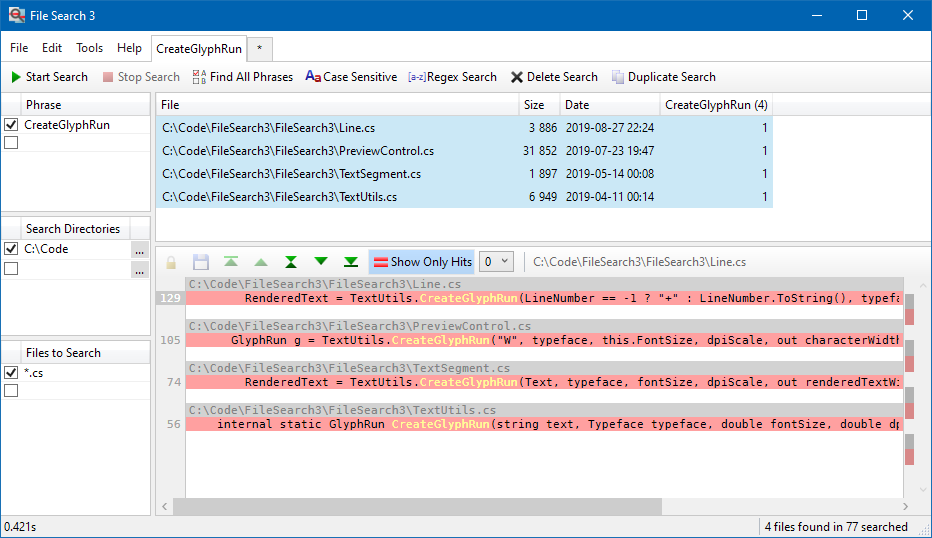 File Search 3
File Edit Tools Help CreateGlyphRun *
Start Search Stop Search Find All Phrases Case Sensitive [a-z] Regex Search Delete Search Duplicate Search
Phrase
CreateGlyphRun
Search Directories
C:\Code ...
...
Files to Search
*.cs
File Size Date CreateGlyphRun (4)
C:\Code\FileSearch3\FileSearch3\Line.cs 3 886 2019-08-27 22:24 1
C:\Code\FileSearch3\FileSearch3\PreviewControl.cs 31 852 2019-07-23 19:47 1
C:\Code\FileSearch3\FileSearch3\TextSegment.cs 1 897 2019-05-14 00:08 1
C:\Code\FileSearch3\FileSearch3\TextUtils.cs 6 949 2019-04-11 00:14 1
Show Only Hits 0 C:\Code\FileSearch3\FileSearch3\Line.cs
C:\Code\FileSearch3\FileSearch3\Line.cs
129 RenderedText = TextUtils.CreateGlyphRun(LineNumber == -1 ? "+" : LineNumber.ToString(), typefa
C:\Code\FileSearch3\FileSearch3\PreviewControl.cs
105 GlyphRun g = TextUtils.CreateGlyphRun("W", typeface, this.FontSize, dpiScale, out characterWidth
C:\Code\FileSearch3\FileSearch3\TextSegment.cs
74 RenderedText = TextUtils.CreateGlyphRun(Text, typeface, fontSize, dpiScale, out renderedTextWi
C:\Code\FileSearch3\FileSearch3\TextUtils.cs
56 internal static GlyphRun CreateGlyphRun(string text, Typeface typeface, double fontSize, double dp
0.421s 4 files found in 77 searched